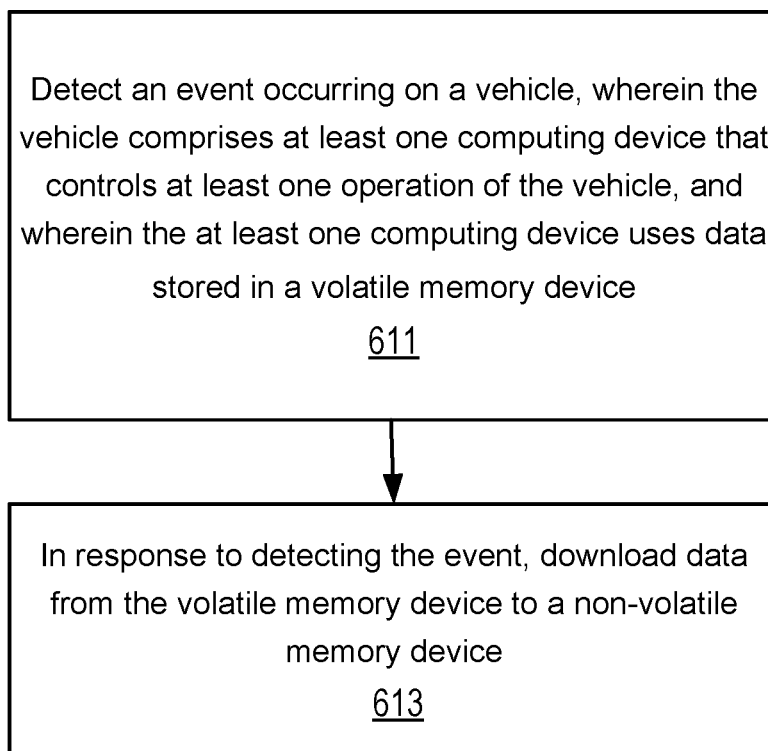 Detect an event occurring on a vehicle, wherein the
vehicle comprises at least one computing device that
controls at least one operation of the vehicle, and
wherein the at least one computing device uses data
stored in a volatile memory device
611
In response to detecting the event, download data
from the volatile memory device to a non-volatile
memory device
613